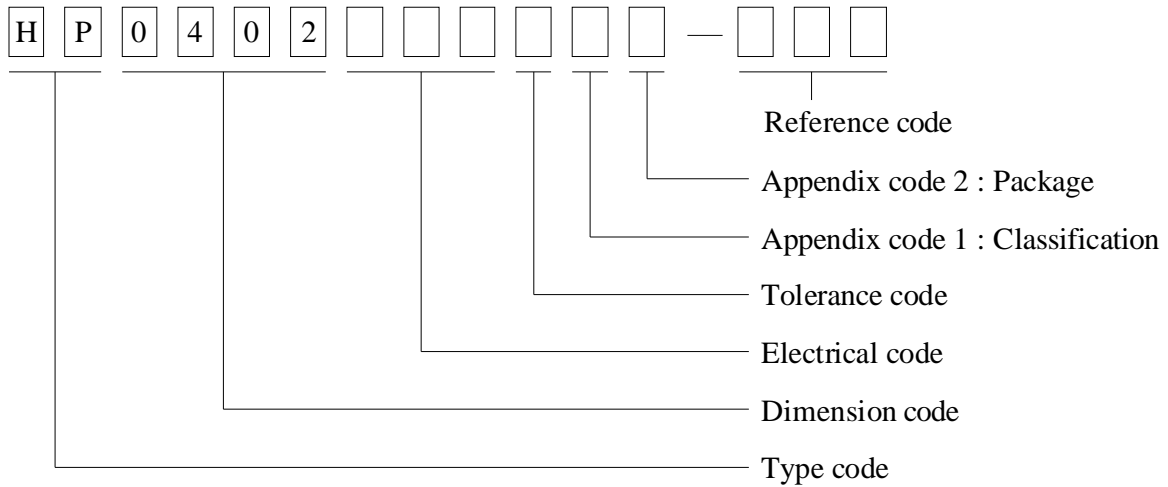 H P 0 4 0 2 —
Reference code
Appendix code 2 : Package
Appendix code 1 : Classification
Tolerance code
Electrical code
Dimension code
Type code